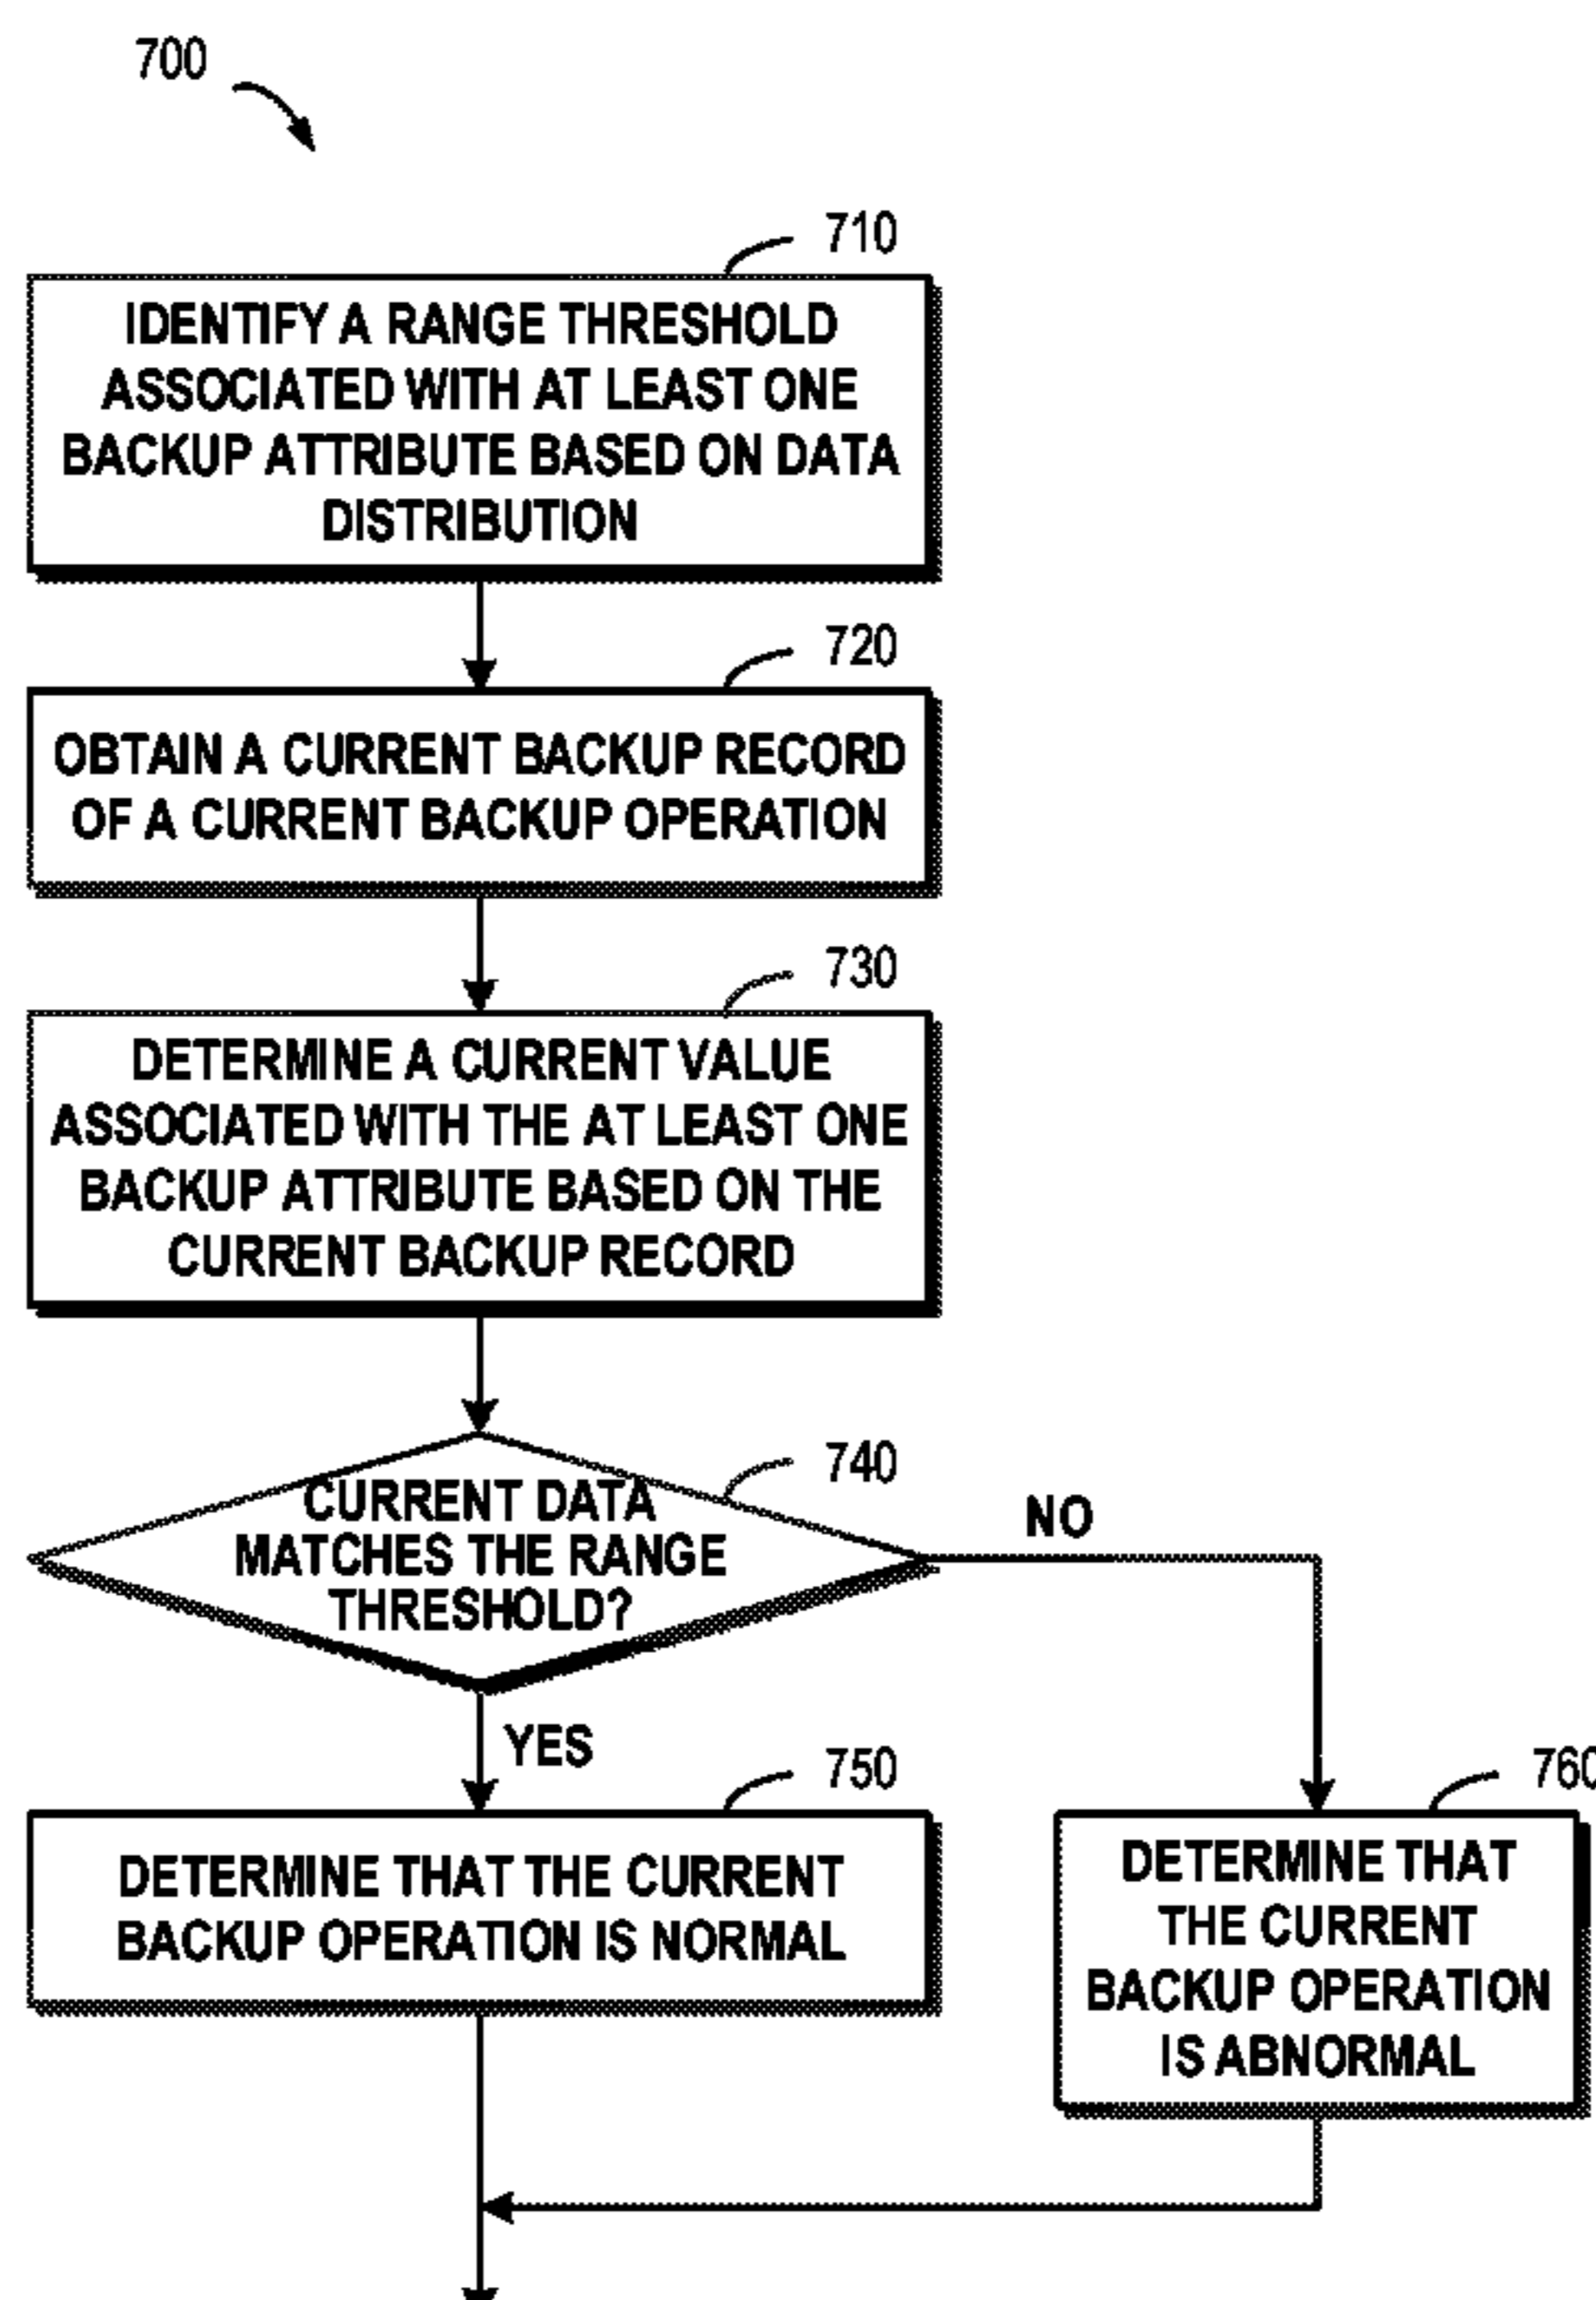 700
710
IDENTIFY A RANGE THRESHOLD
ASSOCIATED WITH AT LEAST ONE
BACKUP ATTRIBUTE BASED ON DATA
DISTRIBUTION
720
OBTAIN A CURRENT BACKUP RECORD
OF A CURRENT BACKUP OPERATION
730
DETERMINE A CURRENT VALUE
ASSOCIATED WITH THE AT LEAST ONE
BACKUP ATTRIBUTE BASED ON THE
CURRENT BACKUP RECORD
740
CURRENT DATA
MATCHES THE RANGE
THRESHOLD?
NO
YES
750
DETERMINE THAT THE CURRENT
BACKUP OPERATION IS NORMAL
760
DETERMINE THAT
THE CURRENT
BACKUP OPERATION
IS ABNORMAL